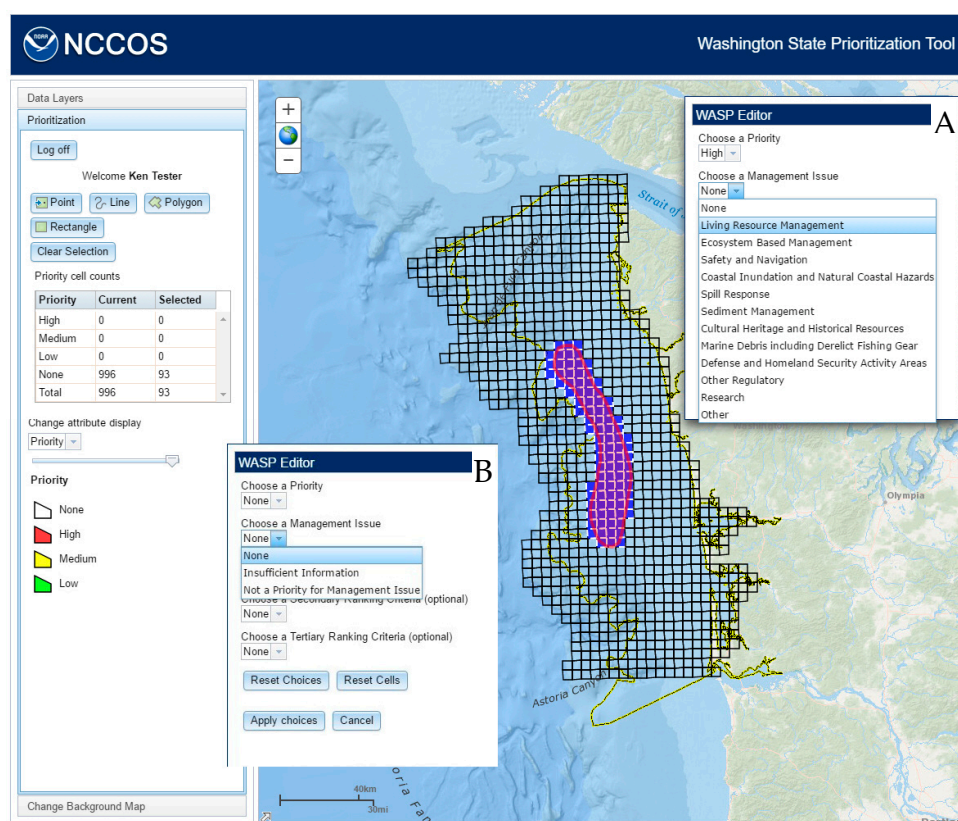 NOAA
NCCOS
Washington State Prioritization Tool
Data Layers
Prioritization
Log off
Welcome Ken Tester
Point
Line
Polygon
Rectangle
Clear Selection
Priority cell counts
Priority Current Selected
High 0 0
Medium 0 0
Low 0 0
None 996 93
Total 996 93
Change attribute display
Priority
Priority
None
High
Medium
Low
Change Background Map
+
−
Strait of
Astoria Canyon
Olympia
40km
30mi
WASP Editor
A
Choose a Priority
High
Choose a Management Issue
None
None
Living Resource Management
Ecosystem Based Management
Safety and Navigation
Coastal Inundation and Natural Coastal Hazards
Spill Response
Sediment Management
Cultural Heritage and Historical Resources
Marine Debris including Derelict Fishing Gear
Defense and Homeland Security Activity Areas
Other Regulatory
Research
Other
WASP Editor
B
Choose a Priority
None
Choose a Management Issue
None
None
Insufficient Information
Not a Priority for Management Issue
Choose a Secondary Ranking Criteria (optional)
None
Choose a Tertiary Ranking Criteria (optional)
None
Reset Choices
Reset Cells
Apply choices
Cancel